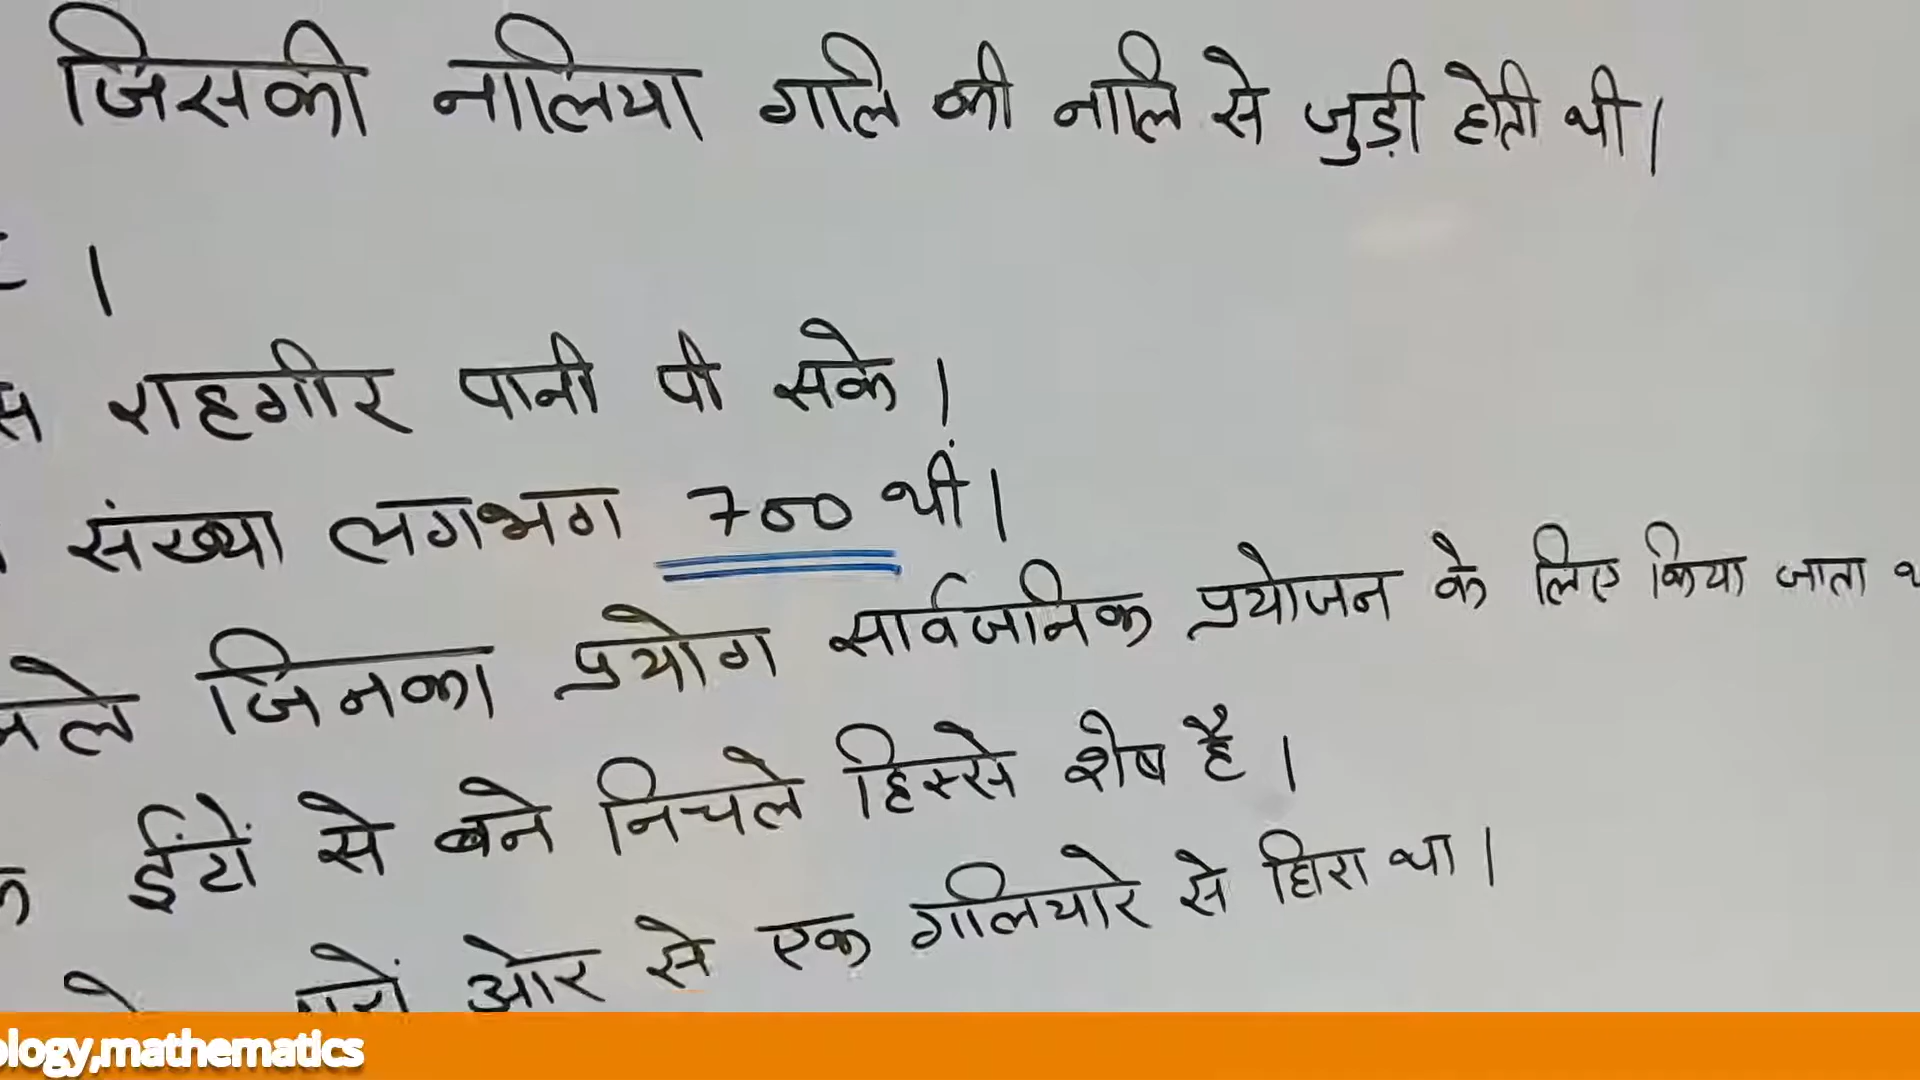 जिसकी नालिया गलि की नालि से जुड़ी होती थी।
।
राहगीर पानी पी सके।
संख्या लगभग 700 थीं।
जिनका प्रयोग सार्वजनिक प्रयोजन के लिए किया जाता
ईंटों से बने निचले हिस्से शेष है।
ओर से एक गलियारे से घिरा था।
ology,mathematics